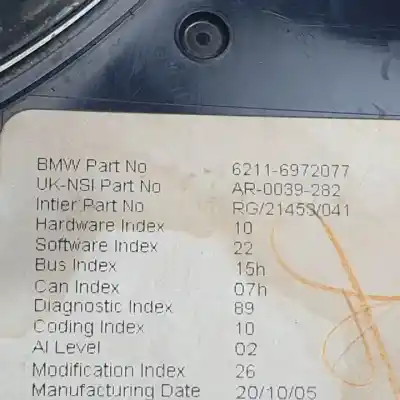 BMW Part No 6211-6972077
UK-NSI Part No AR-0039-282
Intier Part No RG/21453/041
Hardware Index 10
Software Index 22
Bus Index 15h
Can Index 07h
Diagnostic Index 89
Coding Index 10
AI Level 02
Modification Index 26
Manufacturing Date 20/10/05